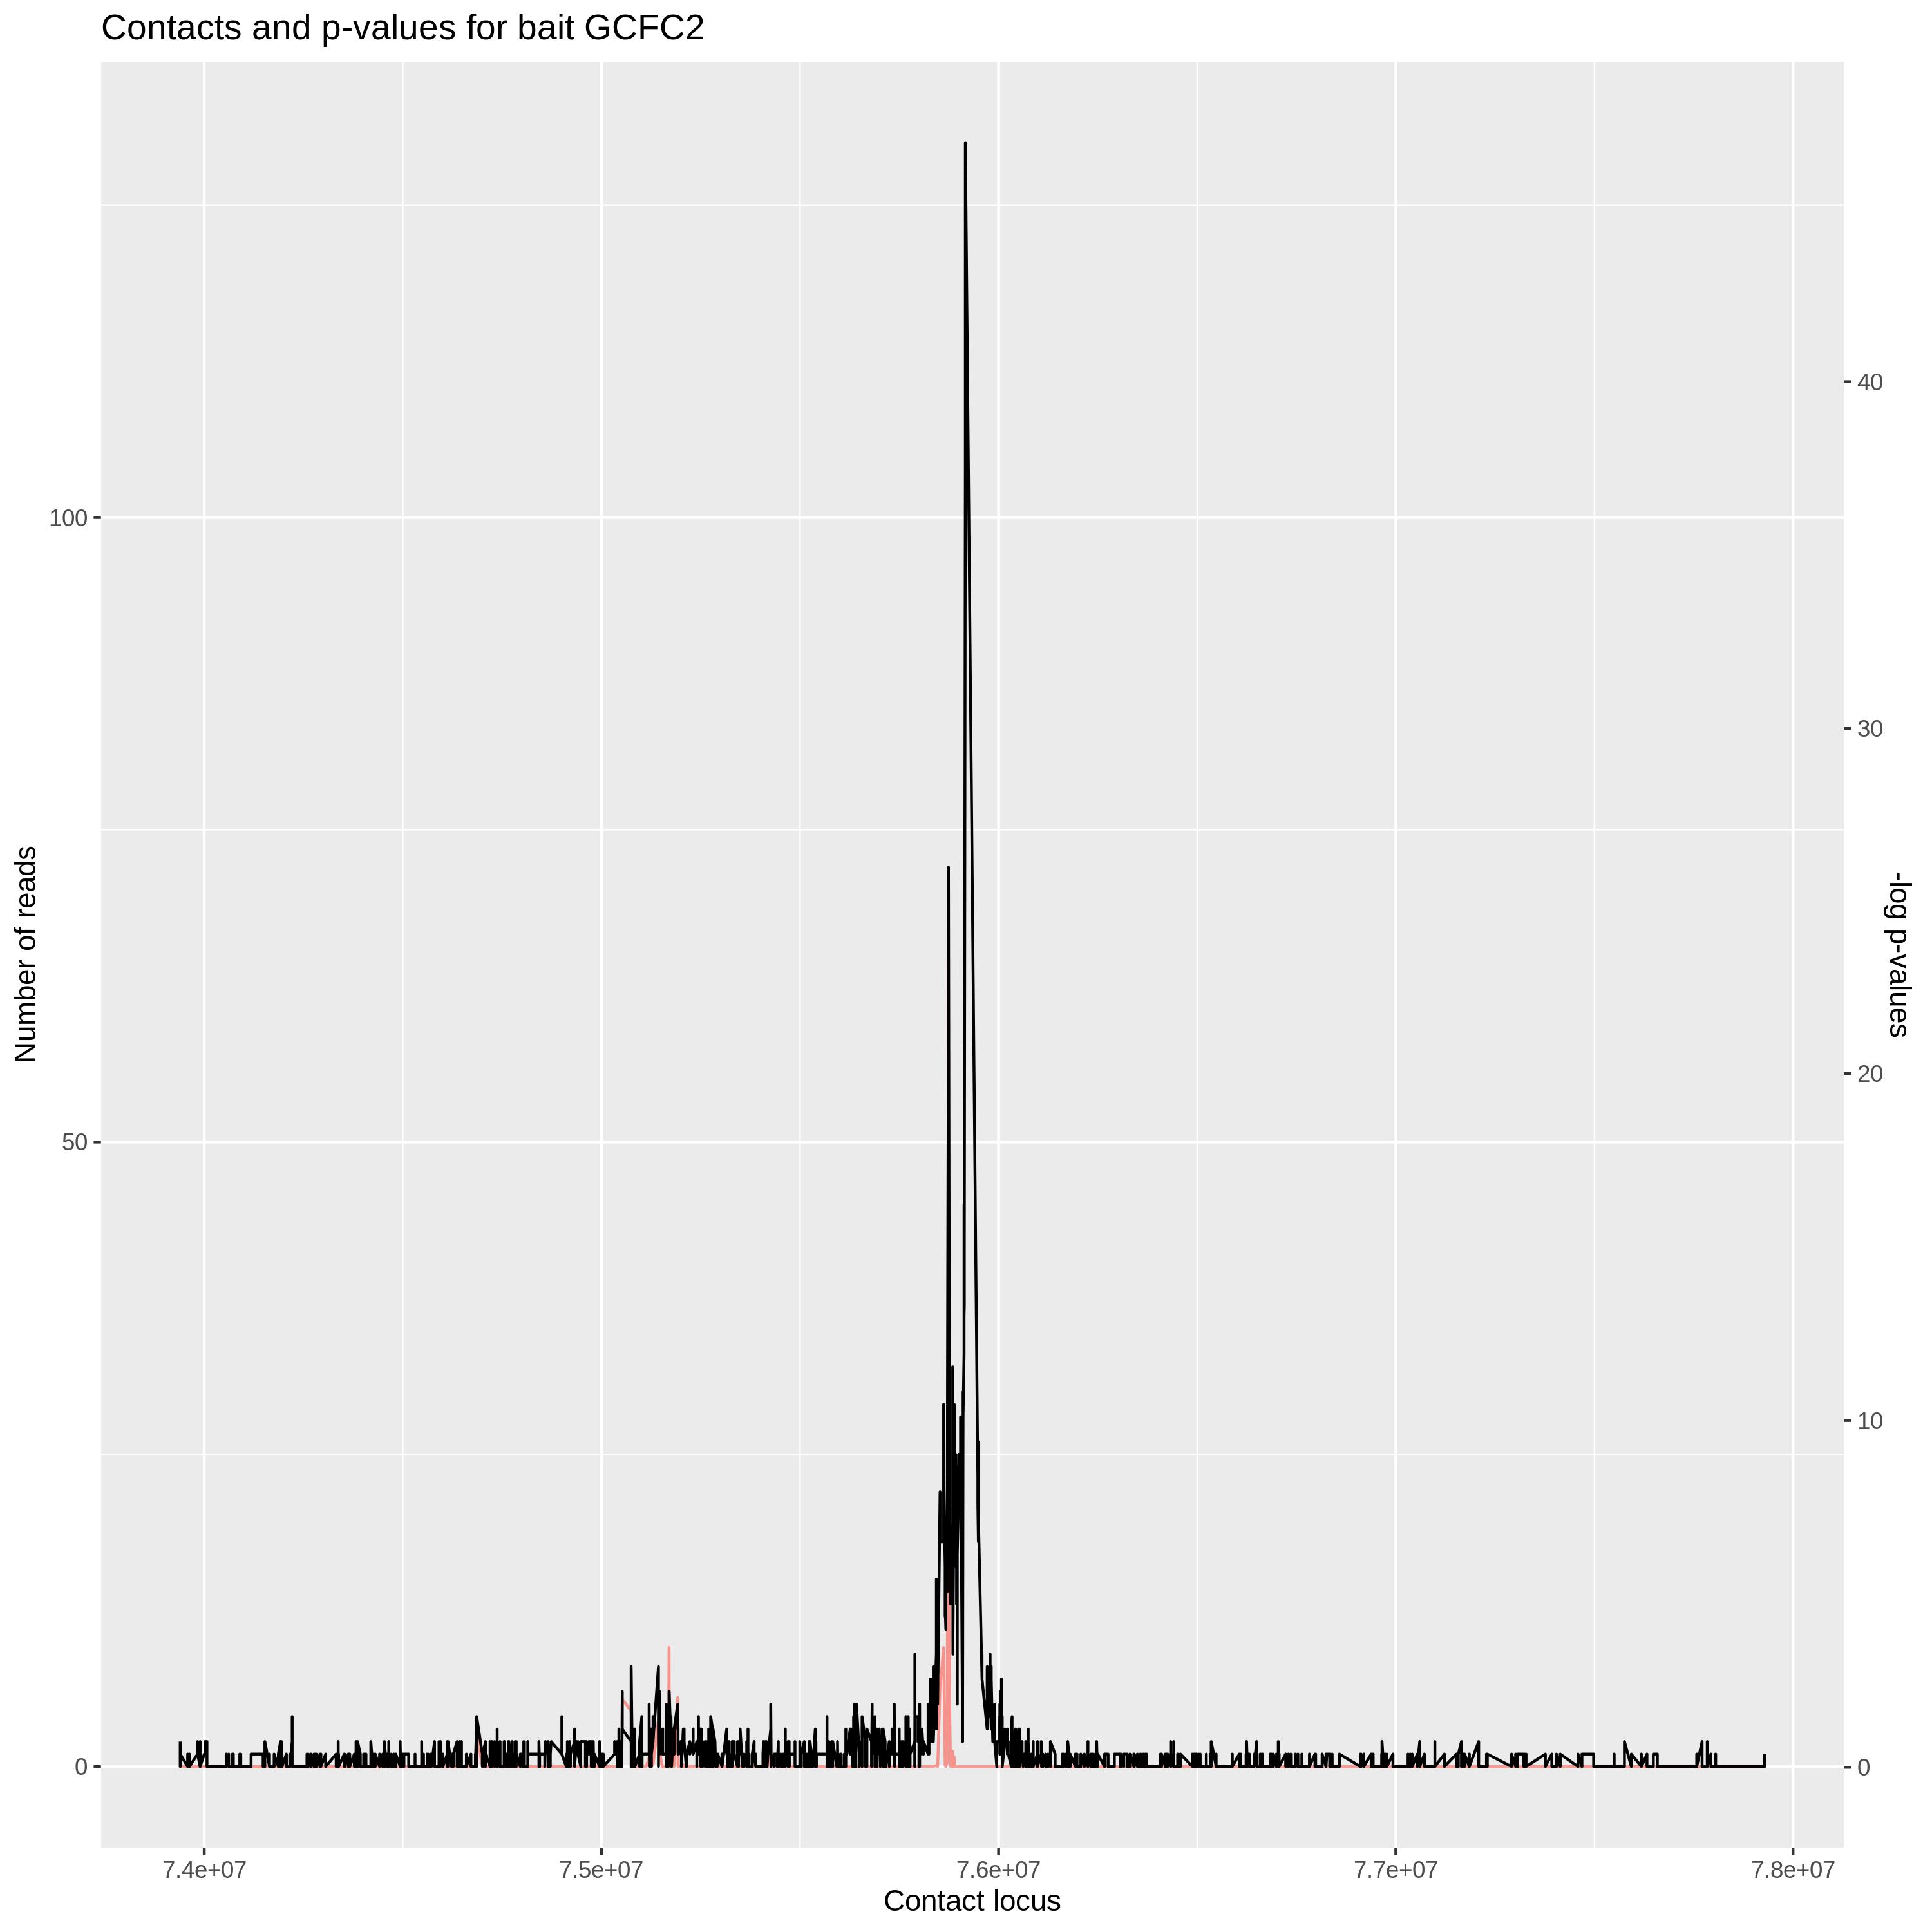 Contacts and p-values for bait GCFC2
Number of reads
100
50
0
40
30
20
10
0
-log p-values
7.4e+07 7.5e+07 7.6e+07 7.7e+07 7.8e+07
Contact locus